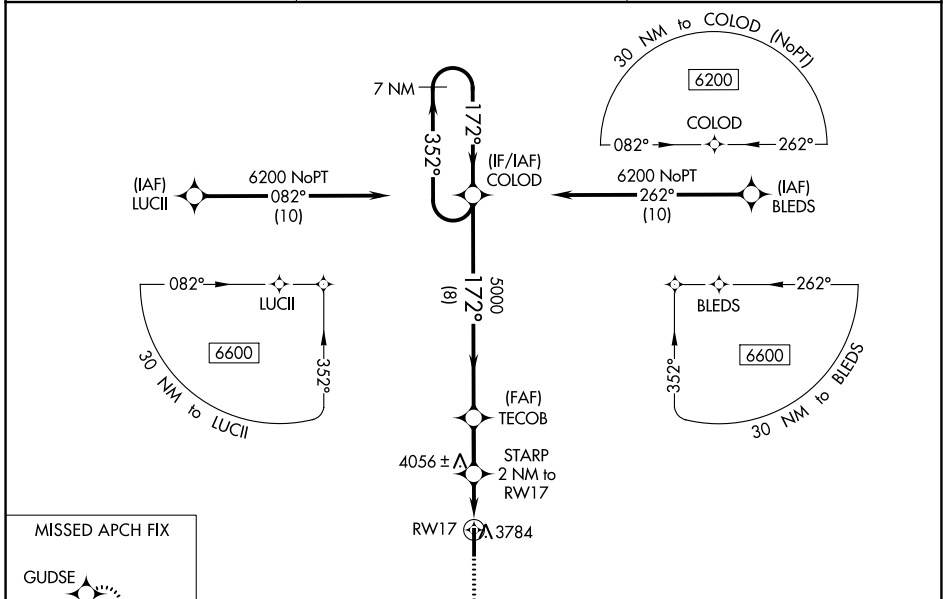 30 NM to COLOD (NoPT)
6200
COLOD
082°
262°
7 NM
172°
352°
(IF/IAF)
COLOD
(IAF)
LUCII
6200 NoPT
082°
(10)
6200 NoPT
262°
(10)
(IAF)
BLEDS
082°
LUCII
6600
352°
30 NM to LUCII
5000
172°
(8)
BLEDS
262°
6600
352°
30 NM to BLEDS
(FAF)
TECOB
4056 ±
STARP
2 NM to
RW17
RW17
3784
MISSED APCH FIX
GUDSE